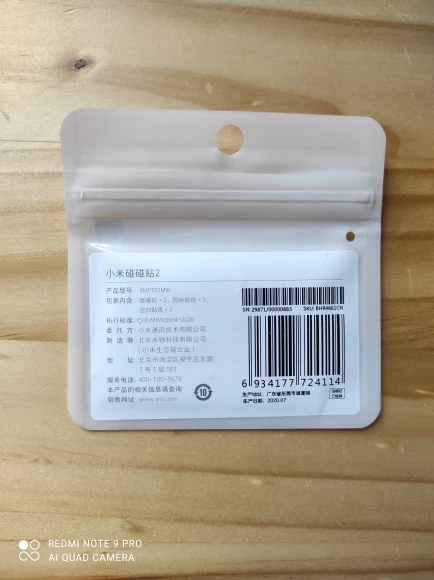 小米碰碰贴2
产品型号: XMPT01MW
包装内含: 碰碰贴×2、图标贴纸×3、
空白贴纸×3
执行标准: Q/BJMWK0014-2020
委 托 方: 小米通讯技术有限公司
制 造 商: 北京米物科技有限公司
(小米生态链企业)
地 址: 北京市海淀区安宁庄东路
7号5层501
服务电话: 400-100-5678
本产品的相关信息请查询
销售网址: www.mi.com
10
SN:29871/00000883 SKU: BHR4661CN
6 934177 724114
生产地址: 广东省东莞市塘厦镇
生产日期: 2020.07
REDMI NOTE 9 PRO
AI QUAD CAMERA